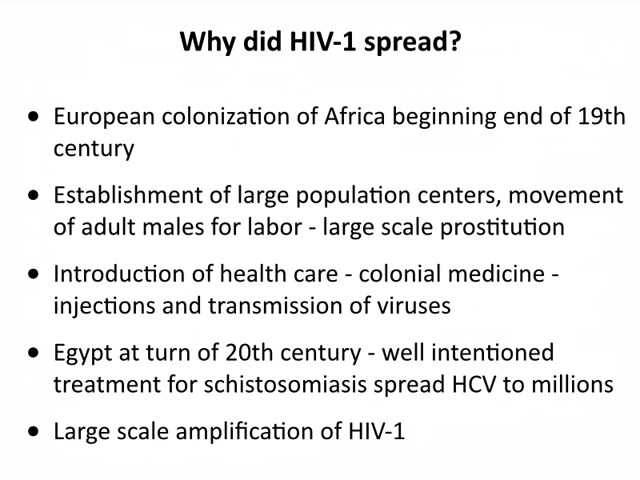 Why did HIV-1 spread?
• European colonization of Africa beginning end of 19th
century
• Establishment of large population centers, movement
of adult males for labor - large scale prostitution
• Introduction of health care - colonial medicine -
injections and transmission of viruses
• Egypt at turn of 20th century - well intentioned
treatment for schistosomiasis spread HCV to millions
• Large scale amplification of HIV-1